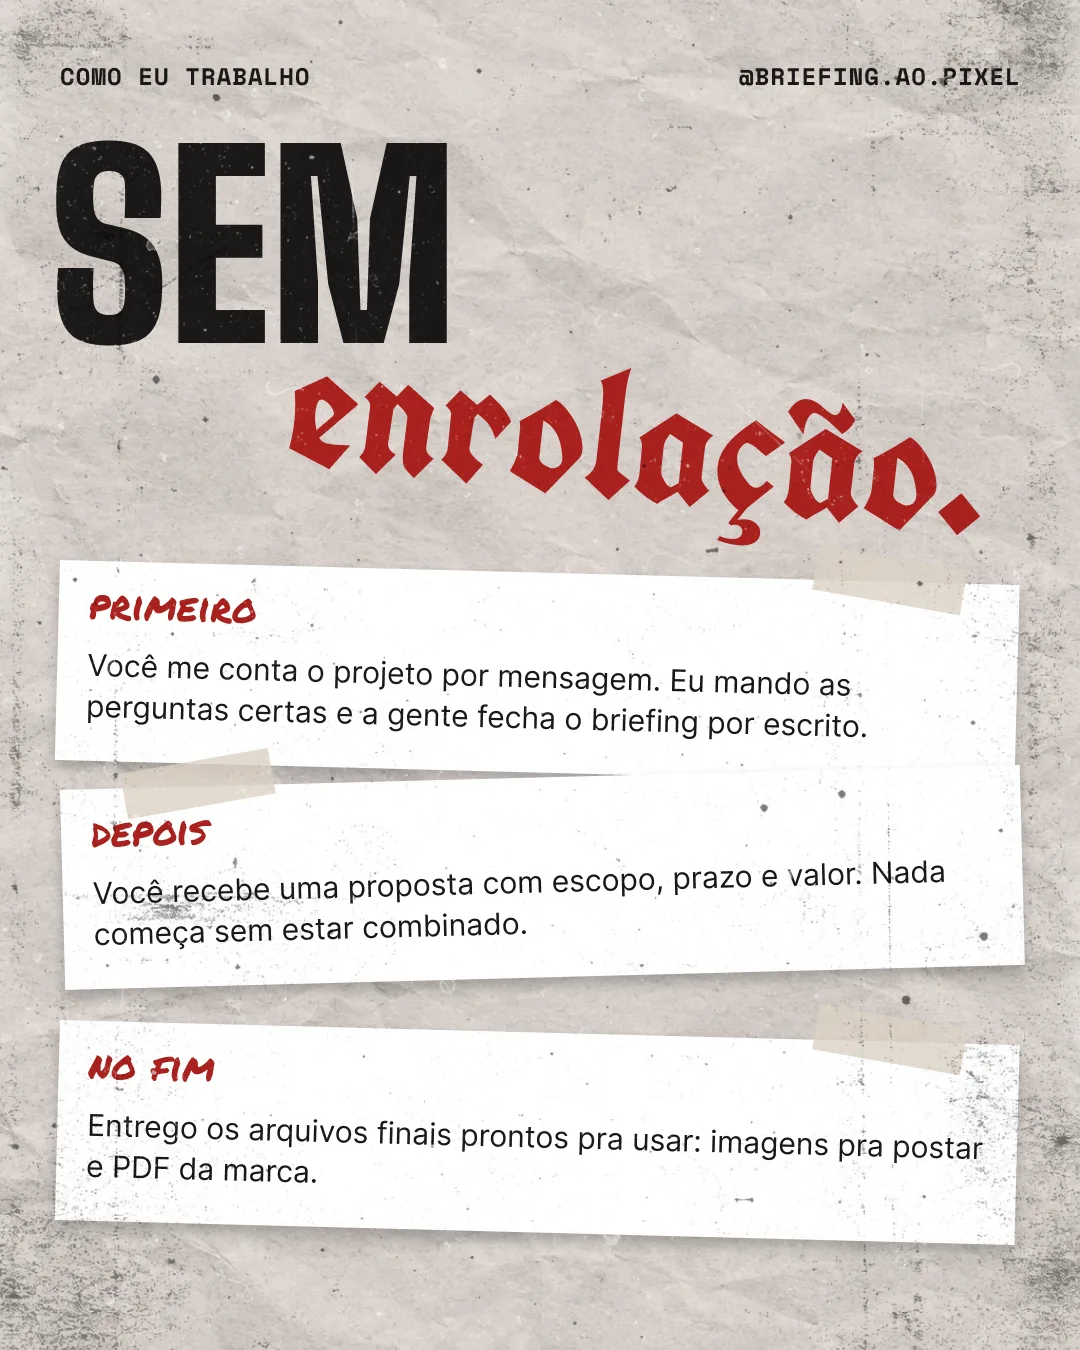 COMO EU TRABALHO
@BRIEFING.AO.PIXEL
SEM
enrolação.
PRIMEIRO
Você me conta o projeto por mensagem. Eu mando as
perguntas certas e a gente fecha o briefing por escrito.
DEPOIS
Você recebe uma proposta com escopo, prazo e valor. Nada
começa sem estar combinado.
NO FIM
Entrego os arquivos finais prontos pra usar: imagens pra postar
e PDF da marca.